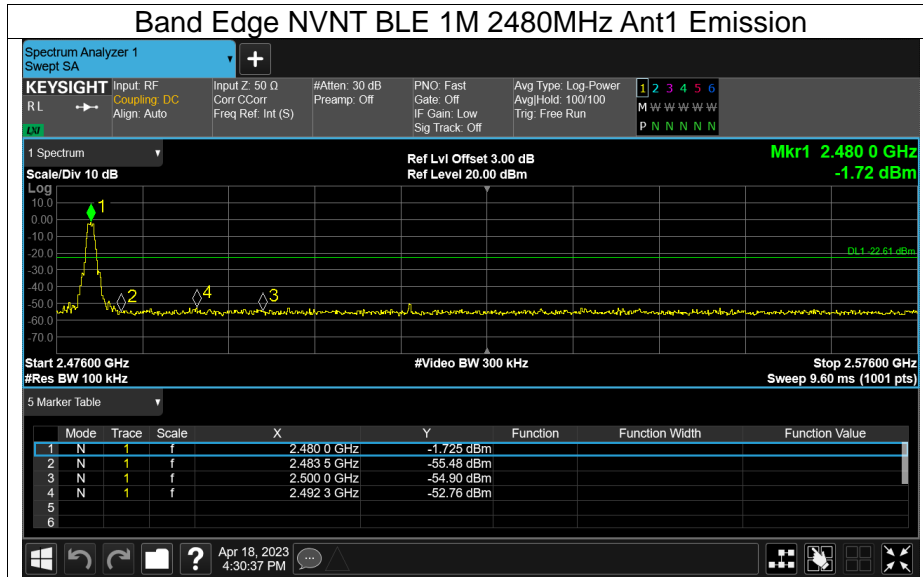 Band Edge NVNT BLE 1M 2480MHz Ant1 Emission
Spectrum Analyzer 1
Swept SA
+
KEYSIGHT Input: RF Input Z: 50 Ω #Atten: 30 dB PNO: Fast Avg Type: Log-Power 1 2 3 4 5 6
R L Coupling: DC Corr CCorr Preamp: Off Gate: Off Avg|Hold: 100/100 M W W W W W
Align: Auto Freq Ref: Int (S) IF Gain: Low Trig: Free Run
LXI Sig Track: Off P N N N N N
1 Spectrum Ref Lvl Offset 3.00 dB Mkr1 2.480 0 GHz
Scale/Div 10 dB Ref Level 20.00 dBm -1.72 dBm
Log
10.0 1
0.00
-10.0
-20.0 DL1 -22.61 dBm
-30.0
-40.0
-50.0 2 4 3
-60.0
-70.0
Start 2.47600 GHz #Video BW 300 kHz Stop 2.57600 GHz
#Res BW 100 kHz Sweep 9.60 ms (1001 pts)
5 Marker Table
Mode Trace Scale X Y Function Function Width Function Value
1 N 1 f 2.480 0 GHz -1.725 dBm
2 N 1 f 2.483 5 GHz -55.48 dBm
3 N 1 f 2.500 0 GHz -54.90 dBm
4 N 1 f 2.492 3 GHz -52.76 dBm
5
6
? Apr 18, 2023
4:30:37 PM